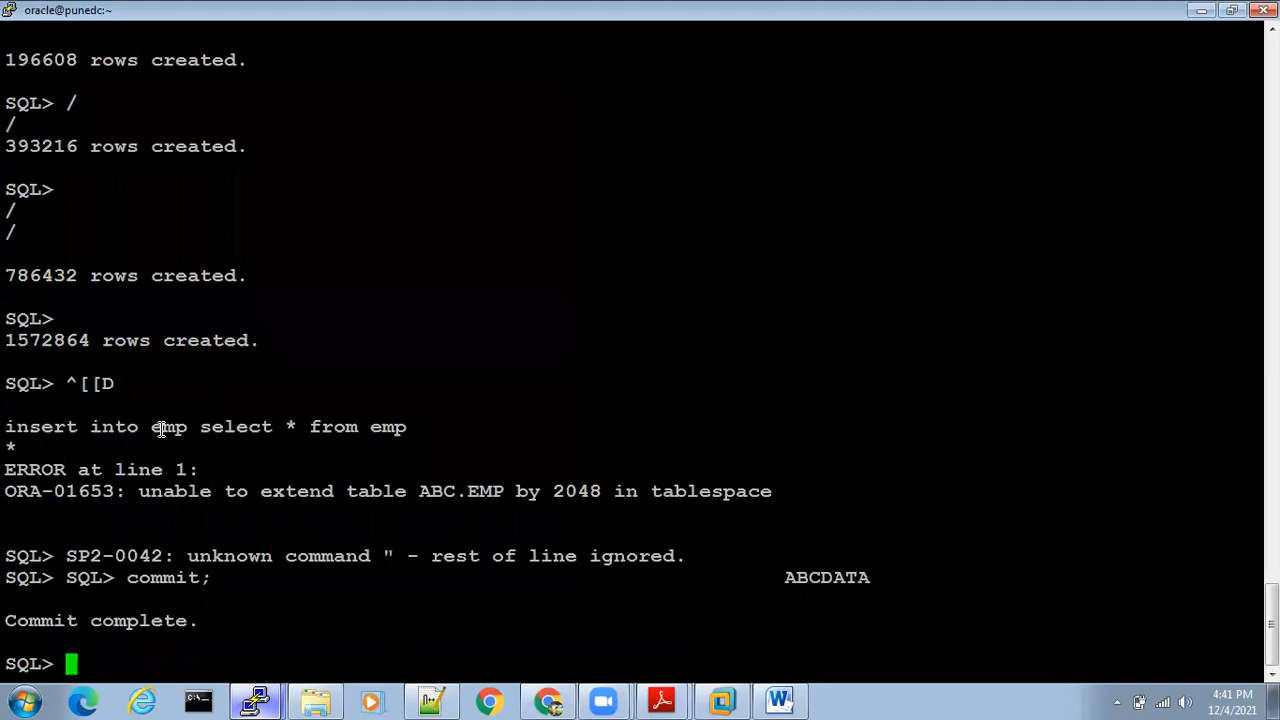 oracle@punedc:~
196608 rows created.
SQL> /
/
393216 rows created.
SQL>
/
/
786432 rows created.
SQL>
1572864 rows created.
SQL> ^[[D
insert into emp select * from emp
*
ERROR at line 1:
ORA-01653: unable to extend table ABC.EMP by 2048 in tablespace
SQL> SP2-0042: unknown command " - rest of line ignored.
SQL> SQL> commit; ABCDATA
Commit complete.
SQL>
4:41 PM
12/4/2021